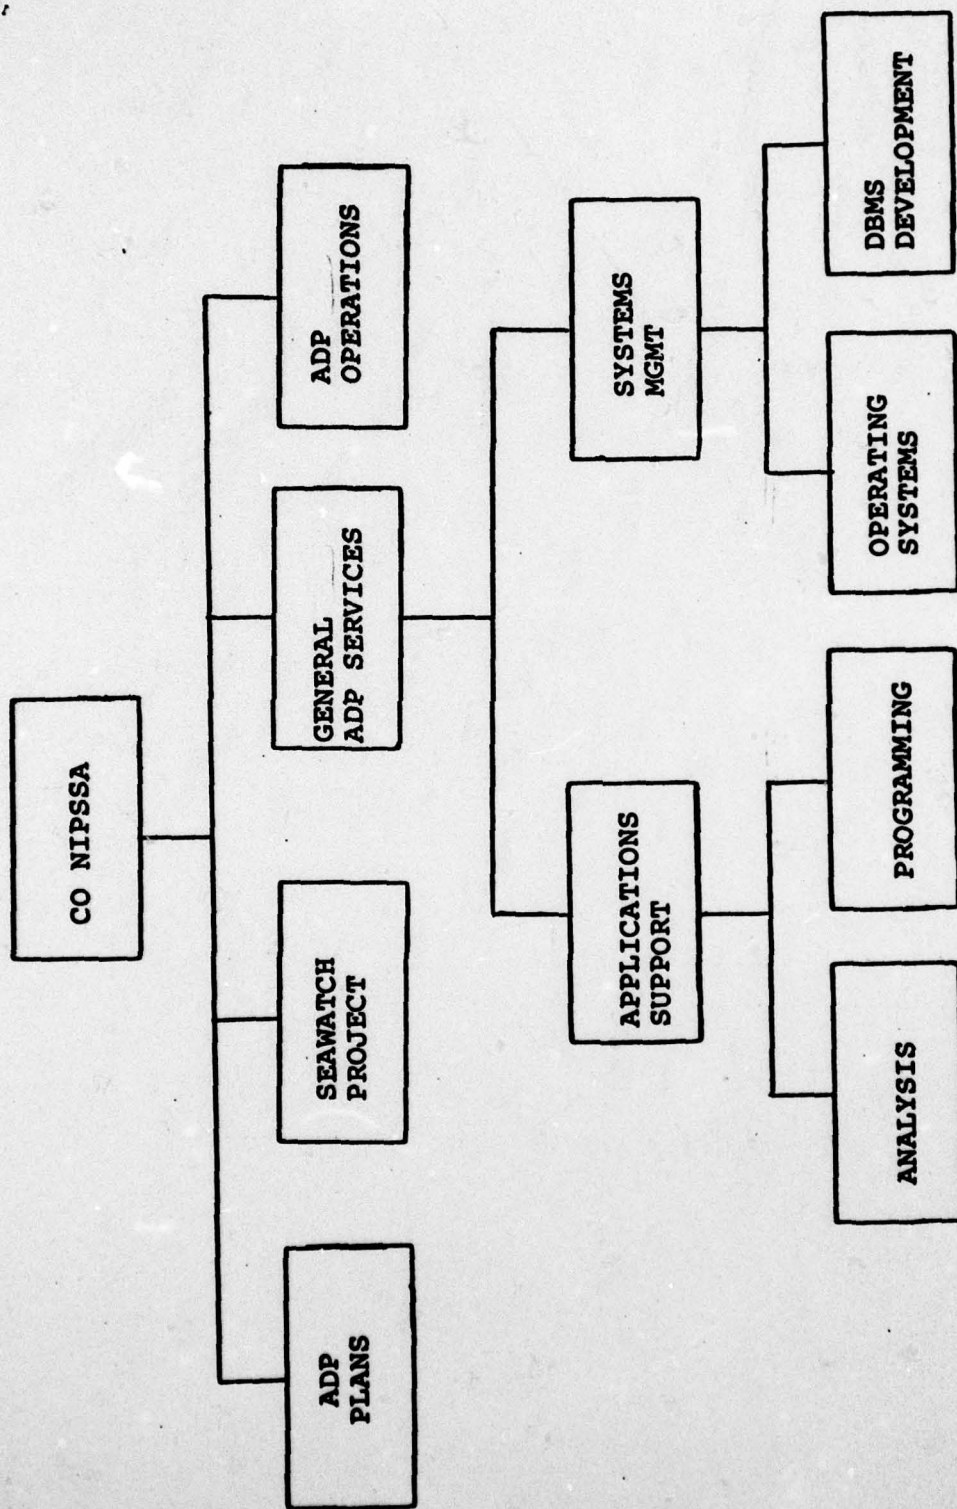 CO NIPSSA
ADP
PLANS
SEAWATCH
PROJECT
GENERAL
ADP SERVICES
ADP
OPERATIONS
APPLICATIONS
SUPPORT
SYSTEMS
MGMT
ANALYSIS
PROGRAMMING
OPERATING
SYSTEMS
DBMS
DEVELOPMENT